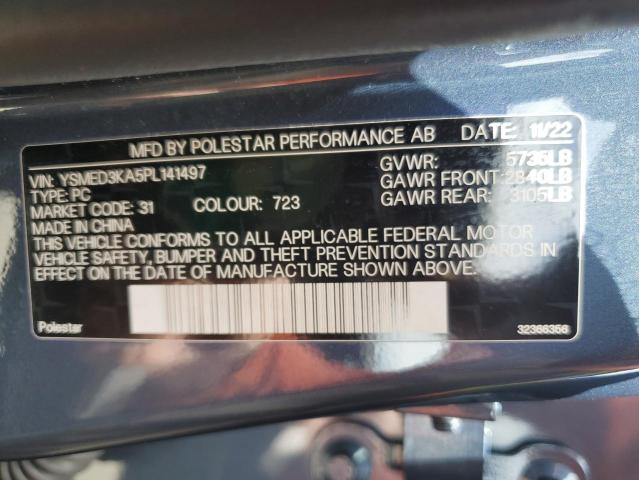 MFD BY POLESTAR PERFORMANCE AB DATE: 11/22
VIN: YSMED3KA5PL141497 GVWR: 5735LB
TYPE: PC GAWR FRONT: 2840LB
MARKET CODE: 31 COLOUR: 723 GAWR REAR: 3105LB
MADE IN CHINA
THIS VEHICLE CONFORMS TO ALL APPLICABLE FEDERAL MOTOR
VEHICLE SAFETY, BUMPER AND THEFT PREVENTION STANDARDS IN
EFFECT ON THE DATE OF MANUFACTURE SHOWN ABOVE.
Polestar 32366356